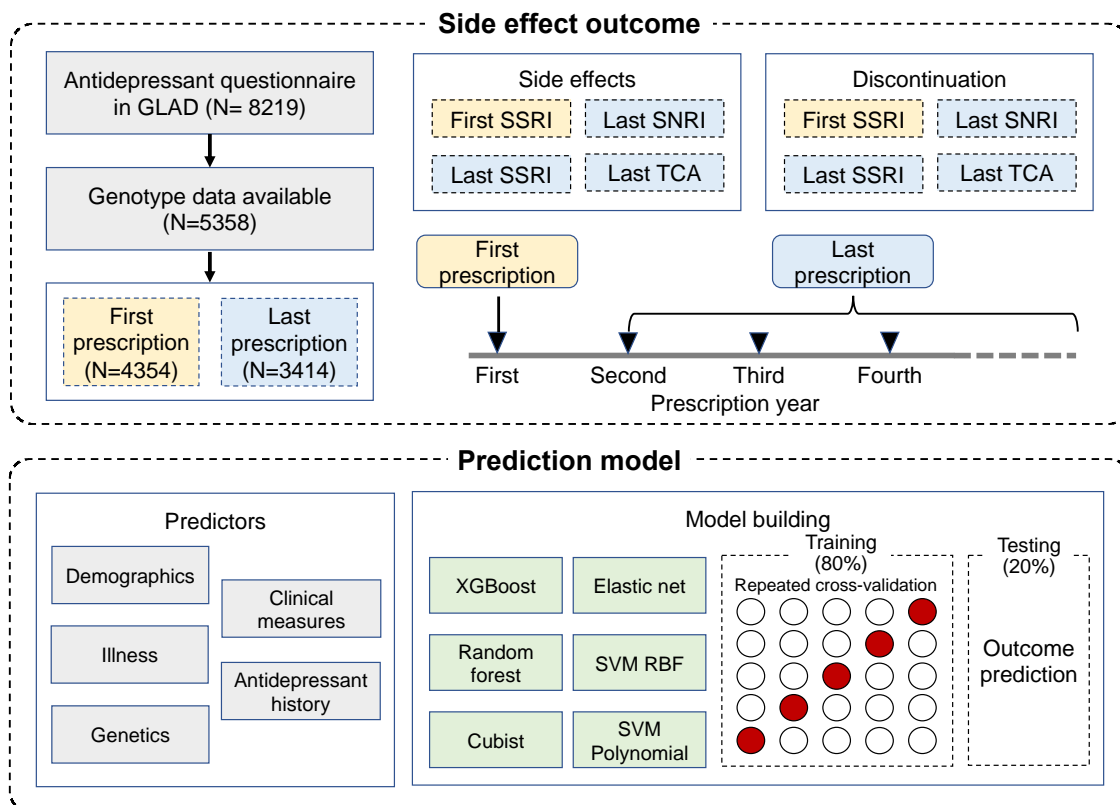 Side effect outcome
Antidepressant questionnaire
in GLAD (N= 8219)
Genotype data available
(N=5358)
First
prescription
(N=4354)
Last
prescription
(N=3414)
Side effects
First SSRI
Last SNRI
Last SSRI
Last TCA
Discontinuation
First SSRI
Last SNRI
Last SSRI
Last TCA
First
prescription
Last
prescription
First
Second
Third
Fourth
Prescription year
Prediction model
Predictors
Demographics
Clinical
measures
Illness
Antidepressant
history
Genetics
Model building
XGBoost
Elastic net
Random
forest
SVM RBF
Cubist
SVM
Polynomial
Training
(80%)
Repeated cross-validation
Testing
(20%)
Outcome
prediction